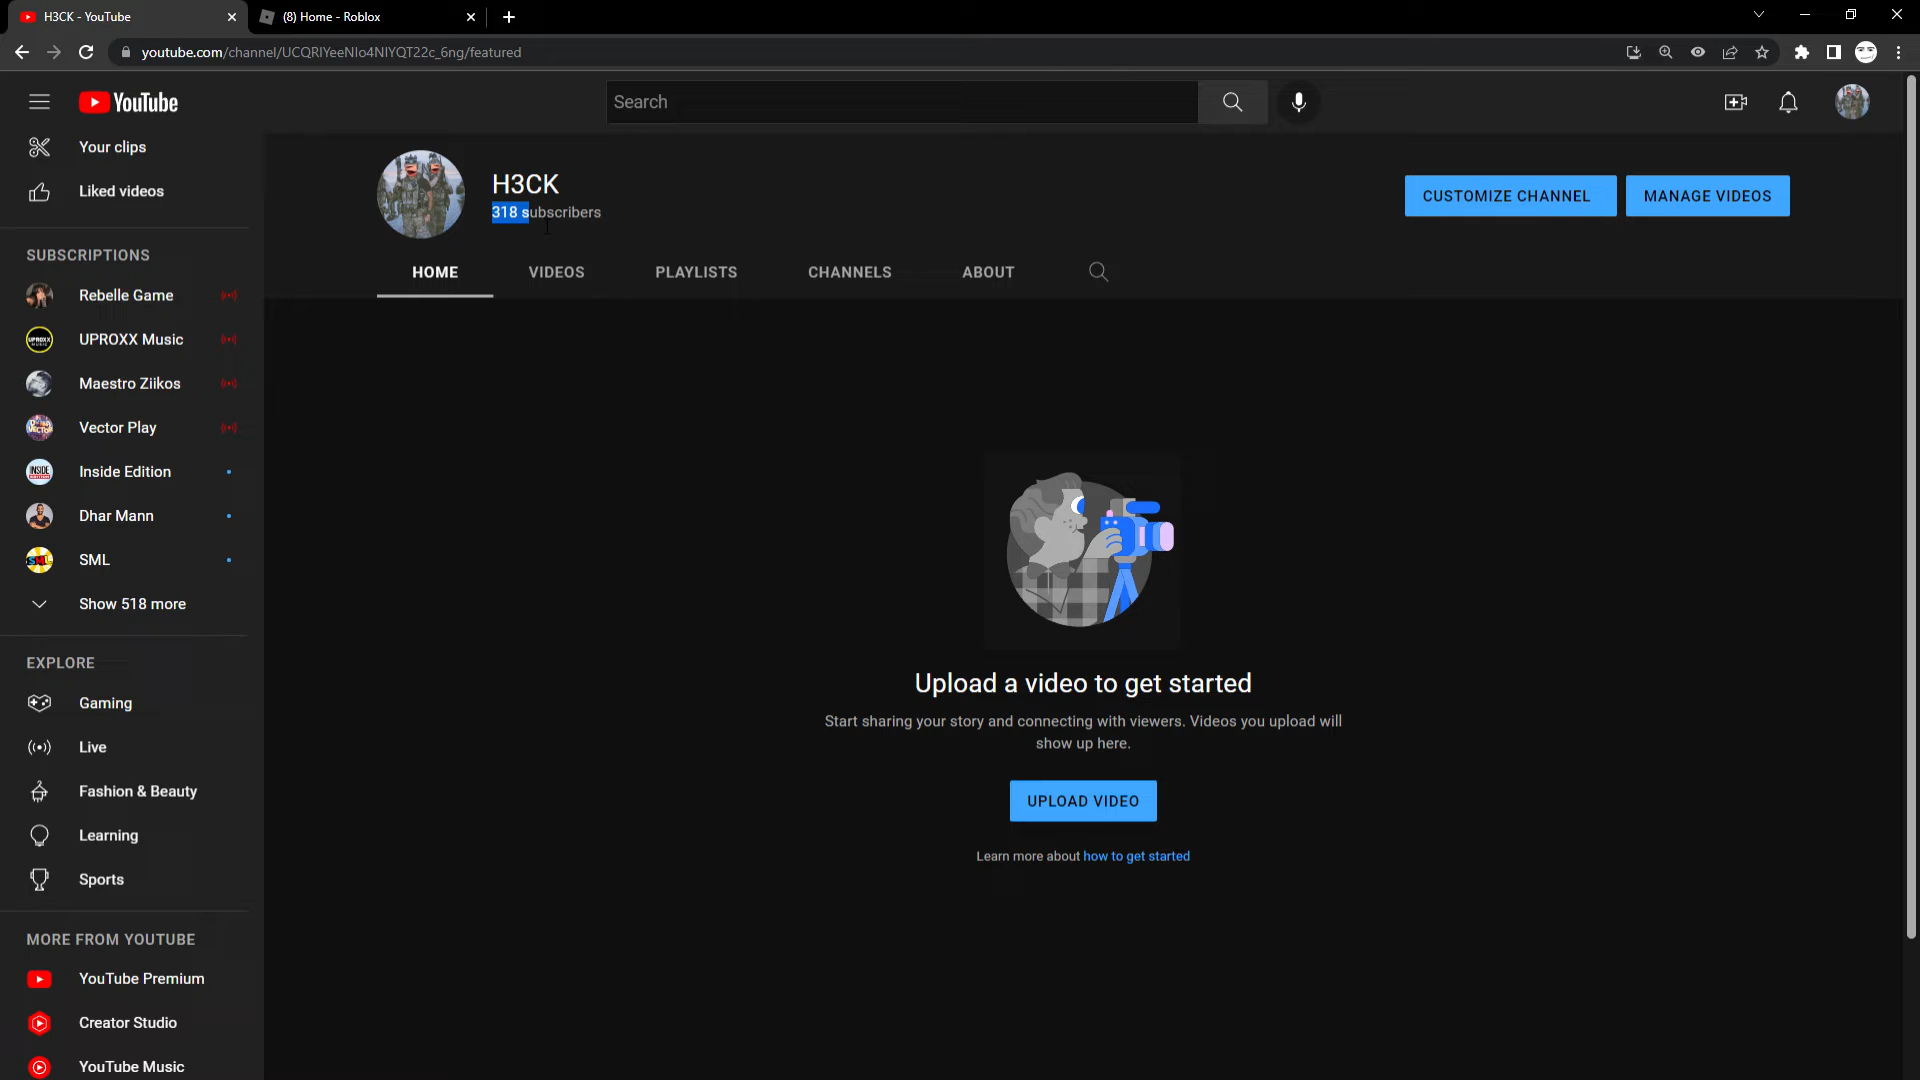 H3CK - YouTube
(8) Home - Roblox
youtube.com/channel/UCQRlYeeNlo4NlYQT22c_6ng/featured
YouTube
Search
Your clips
Liked videos
SUBSCRIPTIONS
Rebelle Game
UPROXX Music
Maestro Ziikos
Vector Play
Inside Edition
Dhar Mann
SML
Show 518 more
EXPLORE
Gaming
Live
Fashion & Beauty
Learning
Sports
MORE FROM YOUTUBE
YouTube Premium
Creator Studio
YouTube Music
H3CK
318 subscribers
CUSTOMIZE CHANNEL
MANAGE VIDEOS
HOME VIDEOS PLAYLISTS CHANNELS ABOUT
Upload a video to get started
Start sharing your story and connecting with viewers. Videos you upload will
show up here.
UPLOAD VIDEO
Learn more about how to get started